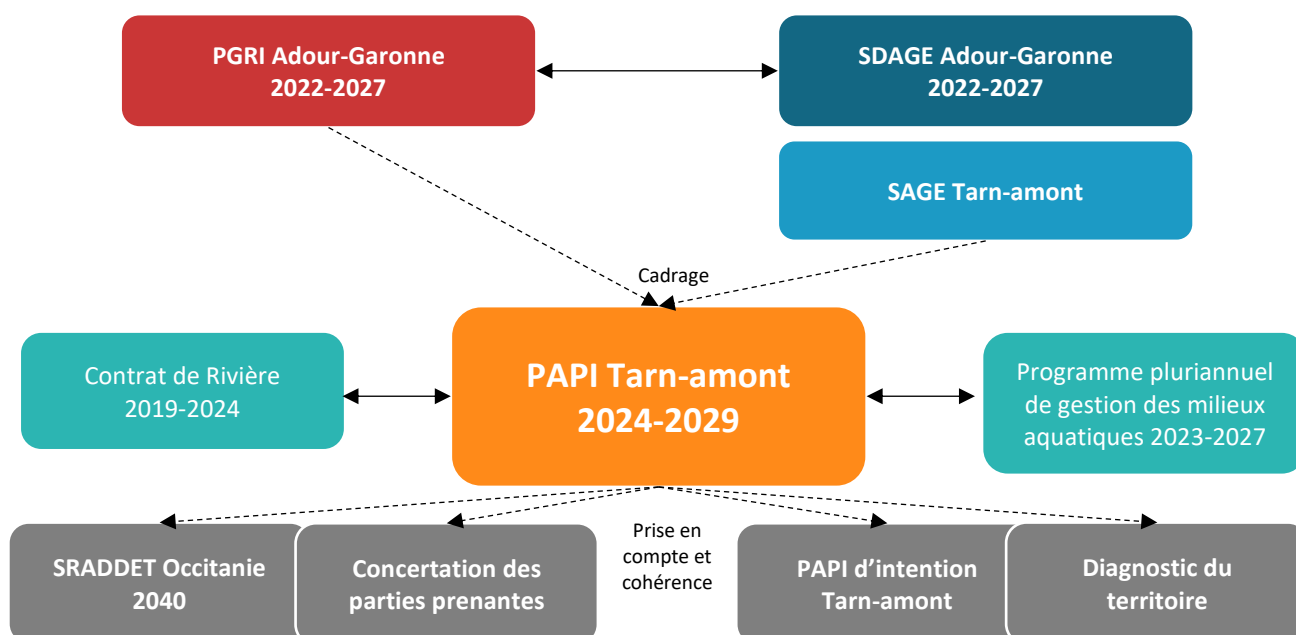 PGRI Adour-Garonne
2022-2027
SDAGE Adour-Garonne
2022-2027
SAGE Tarn-amont
Cadrage
Contrat de Rivière
2019-2024
PAPI Tarn-amont
2024-2029
Programme pluriannuel
de gestion des milieux
aquatiques 2023-2027
SRADDET Occitanie
2040
Concertation des
parties prenantes
Prise en
compte et
cohérence
PAPI d’intention
Tarn-amont
Diagnostic du
territoire